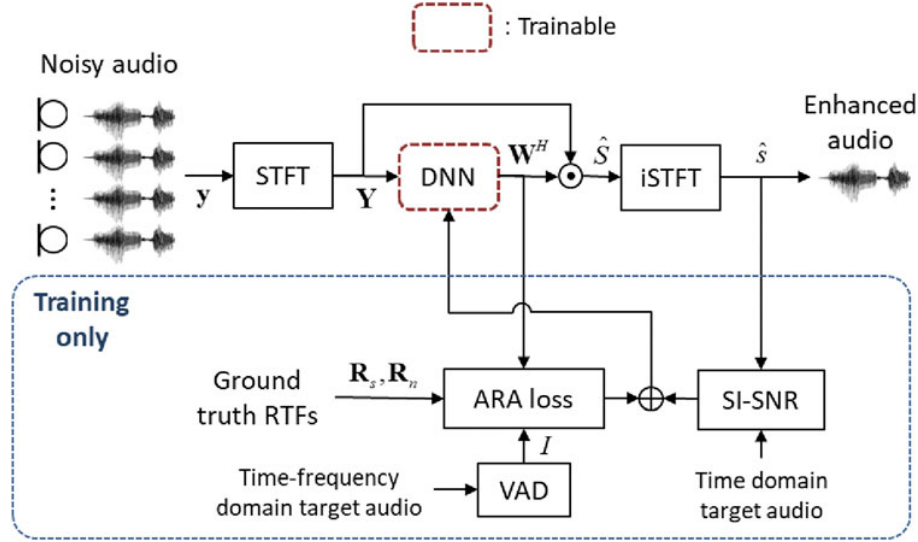 : Trainable
Noisy audio
Enhanced
audio
STFT
DNN
W^H
Ŝ
iSTFT
ŝ
y
Y
Training
only
Ground
truth RTFs
R_s, R_n
ARA loss
SI-SNR
I
Time-frequency
domain target audio
VAD
Time domain
target audio